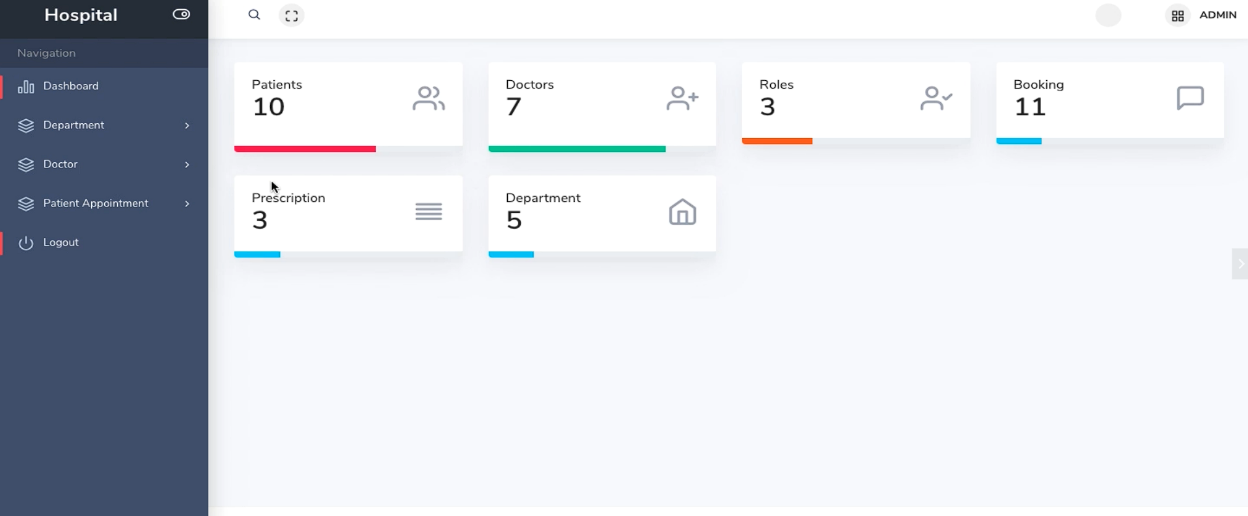 Hospital
ADMIN
Navigation
Dashboard
Department
Doctor
Patient Appointment
Logout
Patients
10
Doctors
7
Roles
3
Booking
11
Prescription
3
Department
5